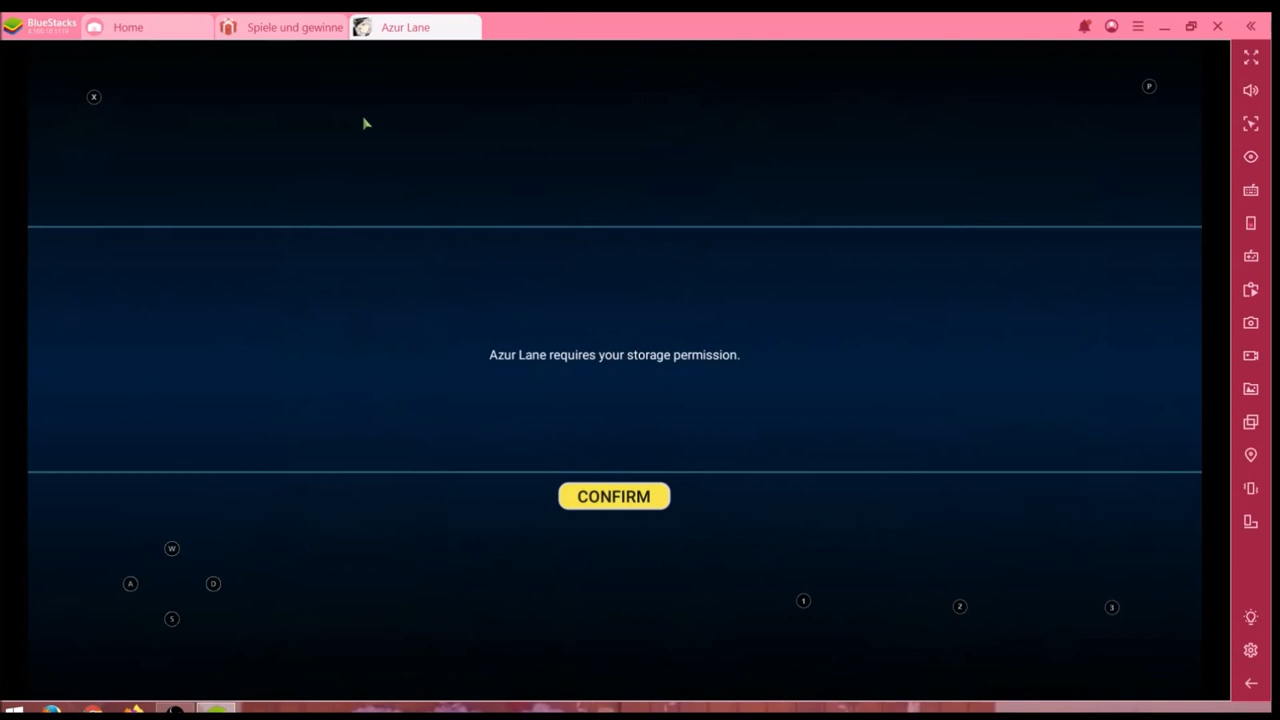 BlueStacks
Home
Spiele und gewinne
Azur Lane
X
P
Azur Lane requires your storage permission.
CONFIRM
W
A
D
S
1
2
3